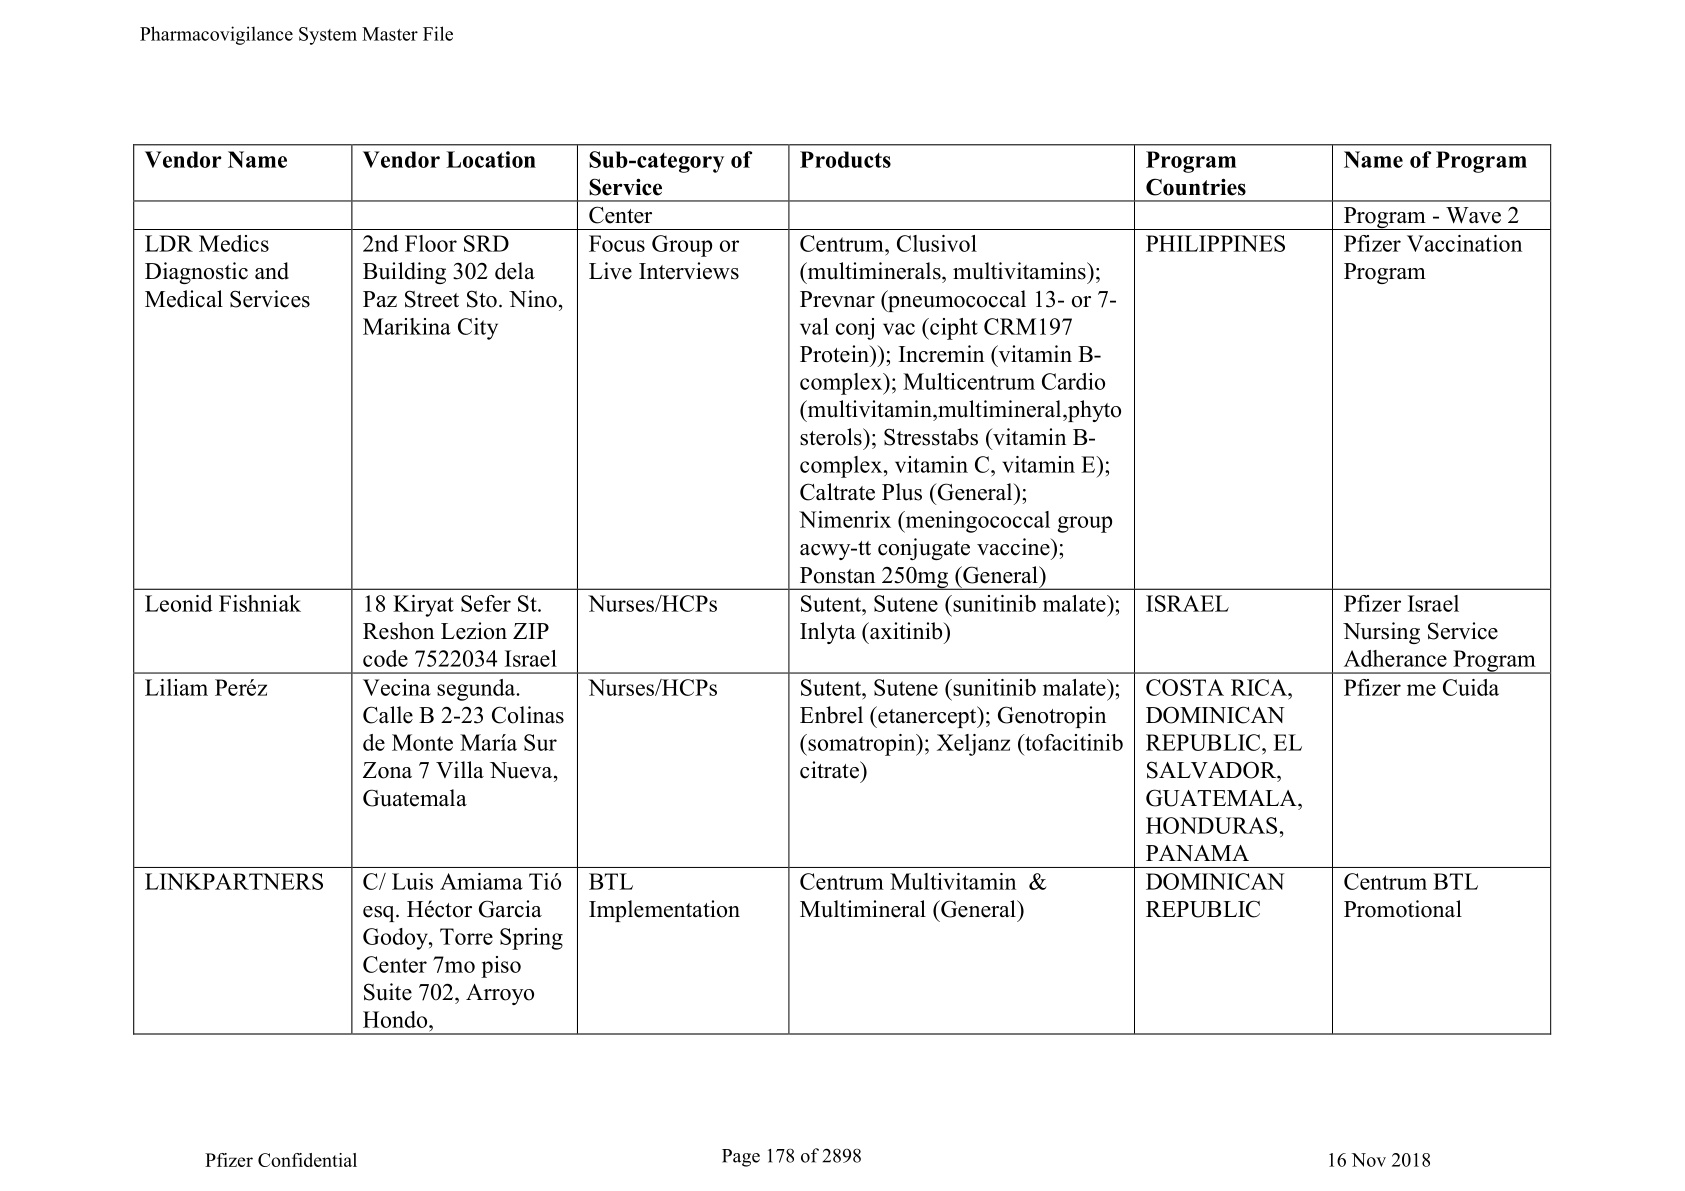 Pharmacovigilance System Master File
Vendor Name
Vendor Location
Sub-category of
Service
Products
Program
Countries
Name of Program
Center
Program - Wave 2
LDR Medics
Diagnostic and
Medical Services
2nd Floor SRD
Building 302 dela
Paz Street Sto. Nino,
Marikina City
Focus Group or
Live Interviews
Centrum, Clusivol
(multiminerals, multivitamins);
Prevnar (pneumococcal 13- or 7-
val conj vac (cipht CRM197
Protein)); Incremin (vitamin B-
complex); Multicentrum Cardio
(multivitamin,multimineral,phyto
sterols); Stresstabs (vitamin B-
complex, vitamin C, vitamin E);
Caltrate Plus (General);
Nimenrix (meningococcal group
acwy-tt conjugate vaccine);
Ponstan 250mg (General)
PHILIPPINES
Pfizer Vaccination
Program
Leonid Fishniak
18 Kiryat Sefer St.
Reshon Lezion ZIP
code 7522034 Israel
Nurses/HCPs
Sutent, Sutene (sunitinib malate);
Inlyta (axitinib)
ISRAEL
Pfizer Israel
Nursing Service
Adherance Program
Liliam Peréz
Vecina segunda.
Calle B 2-23 Colinas
de Monte María Sur
Zona 7 Villa Nueva,
Guatemala
Nurses/HCPs
Sutent, Sutene (sunitinib malate);
Enbrel (etanercept); Genotropin
(somatropin); Xeljanz (tofacitinib
citrate)
COSTA RICA,
DOMINICAN
REPUBLIC, EL
SALVADOR,
GUATEMALA,
HONDURAS,
PANAMA
Pfizer me Cuida
LINKPARTNERS
C/ Luis Amiama Tió
esq. Héctor Garcia
Godoy, Torre Spring
Center 7mo piso
Suite 702, Arroyo
Hondo,
BTL
Implementation
Centrum Multivitamin &
Multimineral (General)
DOMINICAN
REPUBLIC
Centrum BTL
Promotional
Pfizer Confidential
Page 178 of 2898
16 Nov 2018